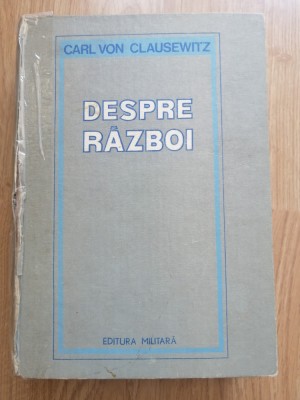 CARL VON CLAUSEWITZ
DESPRE
RĂZBOI
EDITURA MILITARĂ